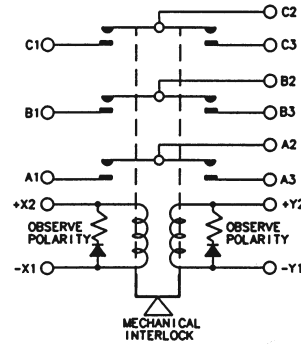 C2
C1
C3
B2
B1
B3
A2
A1
A3
+X2
+Y2
OBSERVE
POLARITY
OBSERVE
POLARITY
-X1
-Y1
MECHANICAL
INTERLOCK